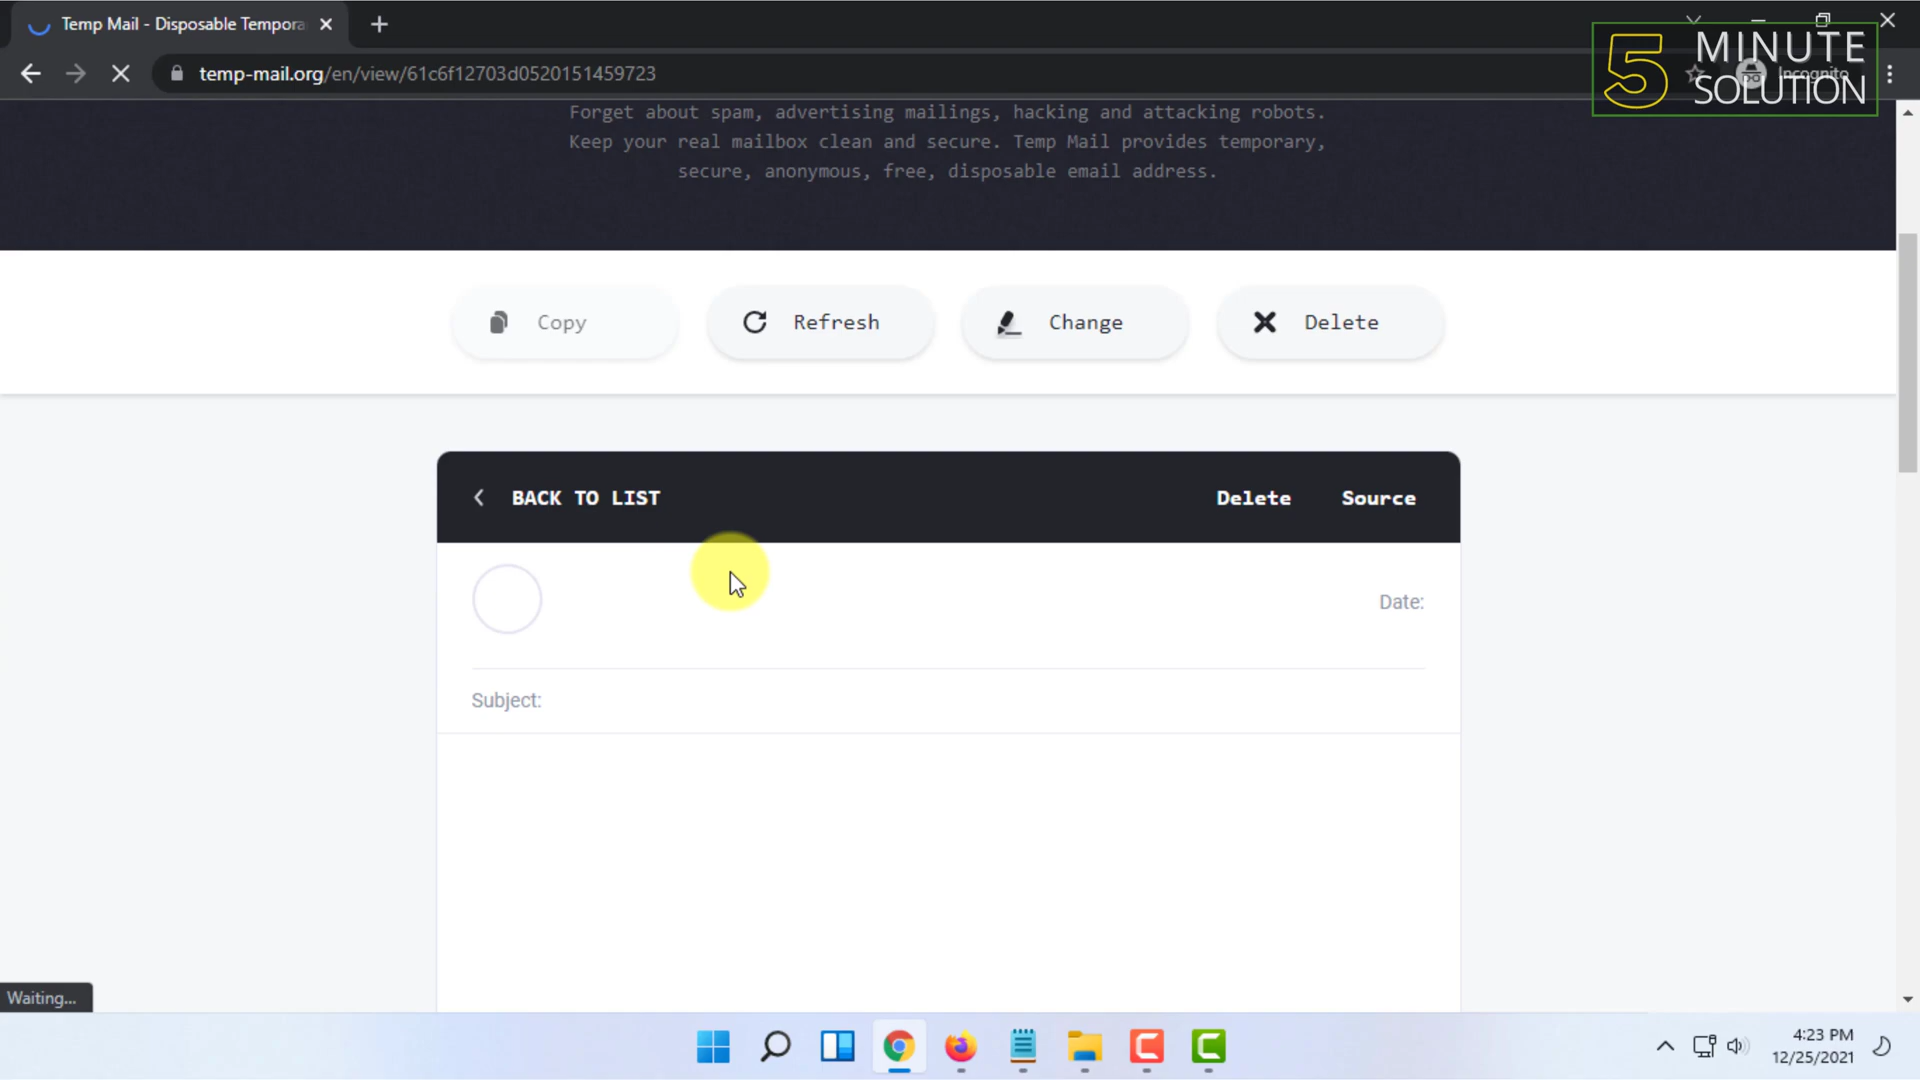 Temp Mail - Disposable Tempora
temp-mail.org/en/view/61c6f12703d0520151459723
Incognito
5 MINUTE
SOLUTION
Forget about spam, advertising mailings, hacking and attacking robots.
Keep your real mailbox clean and secure. Temp Mail provides temporary,
secure, anonymous, free, disposable email address.
Copy
Refresh
Change
Delete
BACK TO LIST
Delete
Source
Date:
Subject:
Waiting...
4:23 PM
12/25/2021